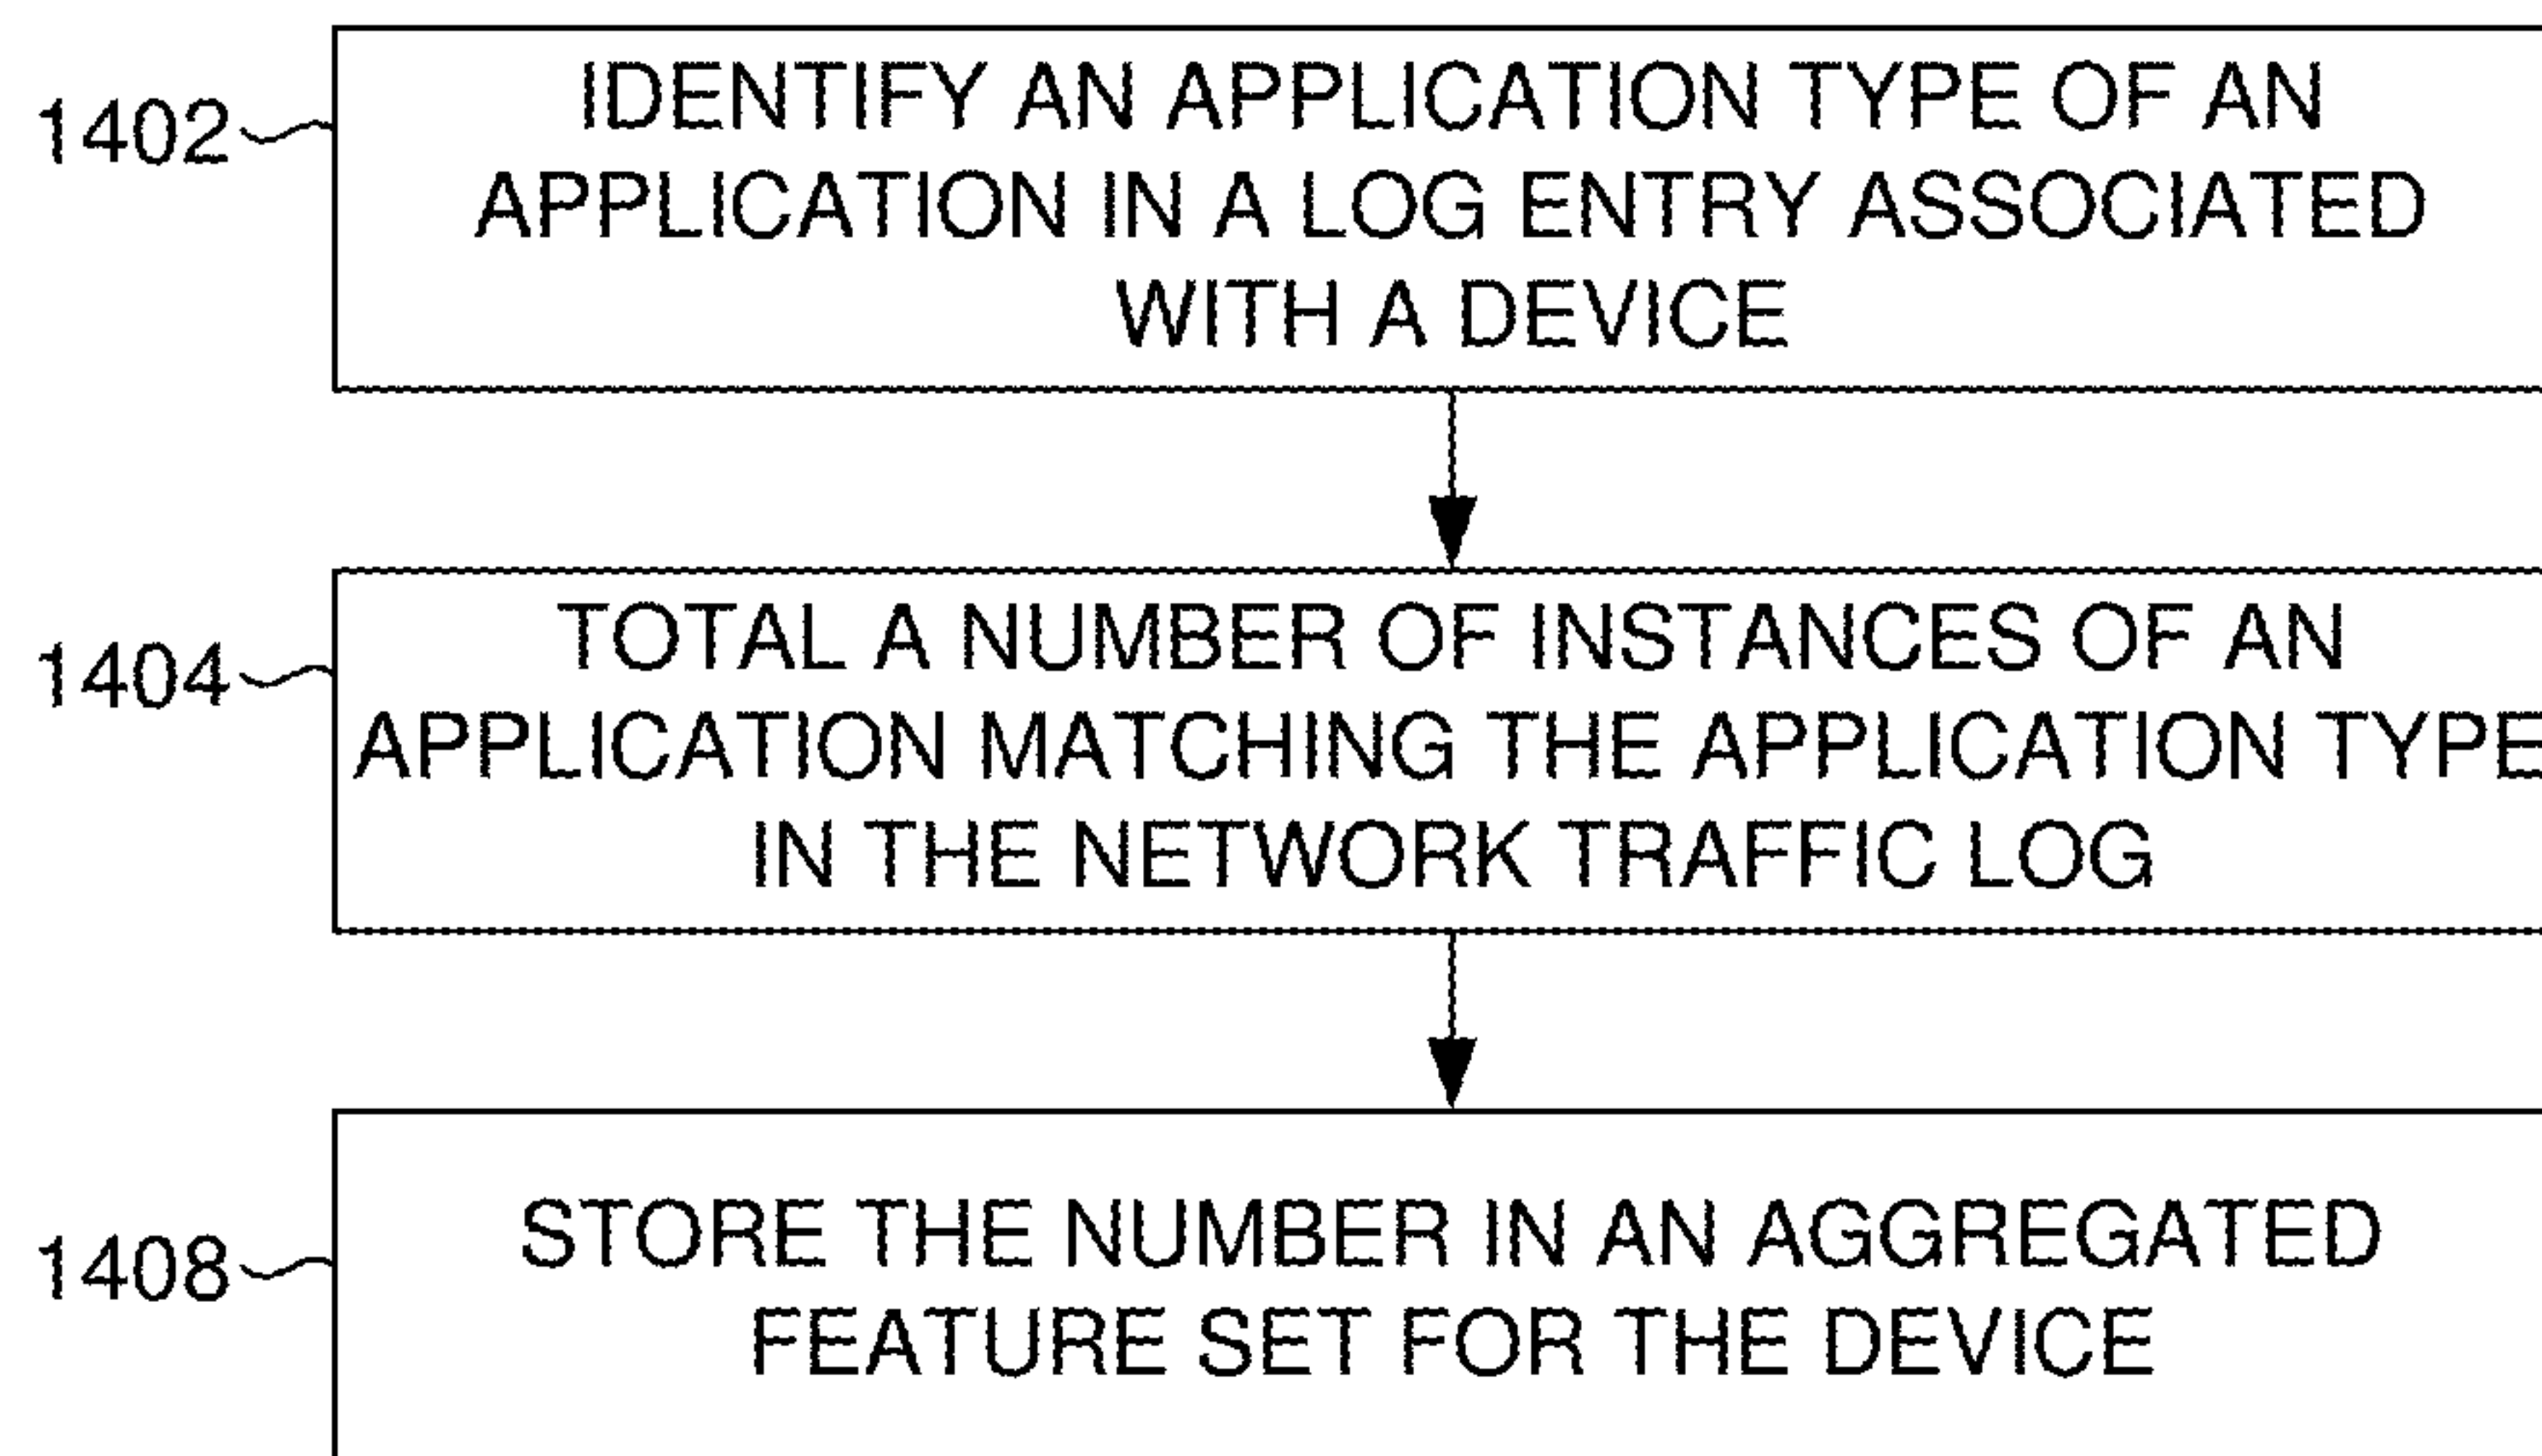 1402
IDENTIFY AN APPLICATION TYPE OF AN
APPLICATION IN A LOG ENTRY ASSOCIATED
WITH A DEVICE
1404
TOTAL A NUMBER OF INSTANCES OF AN
APPLICATION MATCHING THE APPLICATION TYPE
IN THE NETWORK TRAFFIC LOG
1408
STORE THE NUMBER IN AN AGGREGATED
FEATURE SET FOR THE DEVICE